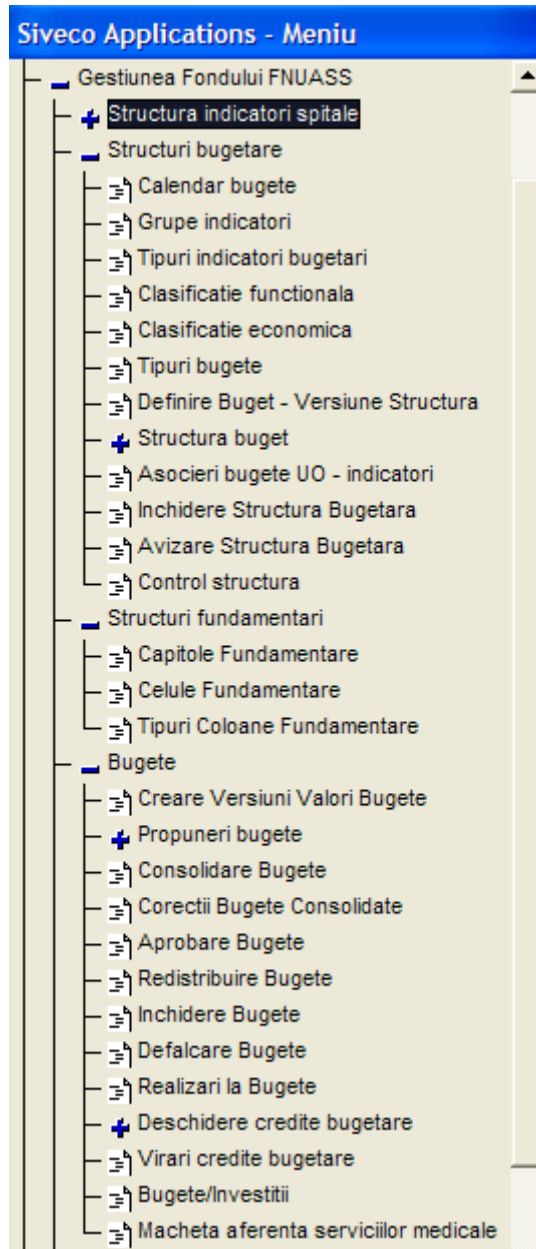 Siveco Applications - Meniu
Gestiunea Fondului FNUASS
Structura indicatori spitale
Structuri bugetare
Calendar bugete
Grupe indicatori
Tipuri indicatori bugetari
Clasificatie functionala
Clasificatie economica
Tipuri bugete
Definire Buget - Versiune Structura
Structura buget
Asocieri bugete UO - indicatori
Inchidere Structura Bugetara
Avizare Structura Bugetara
Control structura
Structuri fundamentari
Capitole Fundamentare
Celule Fundamentare
Tipuri Coloane Fundamentare
Bugete
Creare Versiuni Valori Bugete
Propuneri bugete
Consolidare Bugete
Corectii Bugete Consolidate
Aprobare Bugete
Redistribuire Bugete
Inchidere Bugete
Defalcare Bugete
Realizari la Bugete
Deschidere credite bugetare
Virari credite bugetare
Bugete/Investitii
Macheta aferenta serviciilor medicale